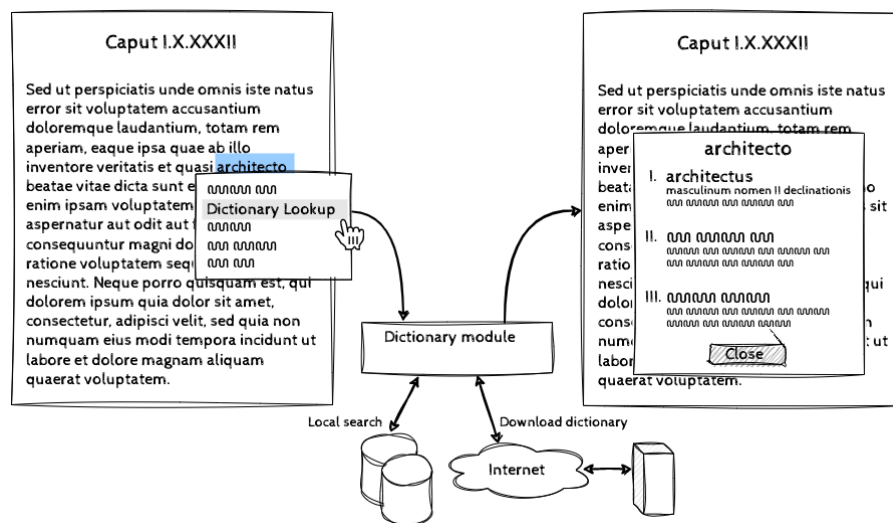 Caput I.X.XXXII
Sed ut perspiciatis unde omnis iste natus
error sit voluptatem accusantium
doloremque laudantium, totam rem
aperiam, eaque ipsa quae ab illo
inventore veritatis et quasi architecto
beatae vitae dicta sunt e
enim ipsam voluptatem
aspernatur aut odit aut f
consequuntur magni do
ratione voluptatem sequ
nesciunt. Neque porro quisquam est, qui
dolorem ipsum quia dolor sit amet,
consectetur, adipisci velit, sed quia non
numquam eius modi tempora incidunt ut
labore et dolore magnam aliquam
quaerat voluptatem.
Dictionary Lookup
Dictionary module
Local search
Download dictionary
Internet
Caput I.X.XXXII
Sed ut perspiciatis unde omnis iste natus
error sit voluptatem accusantium
doloremque laudantium, totam rem
aper
inver
beata no
enim
aspe s sit
conse
ratio
nesci qui
dolor
conse n
numq t ut
labor
quaerat voluptatem.
architecto
I. architectus
masculinum nomen II declinationis
II.
III.
Close